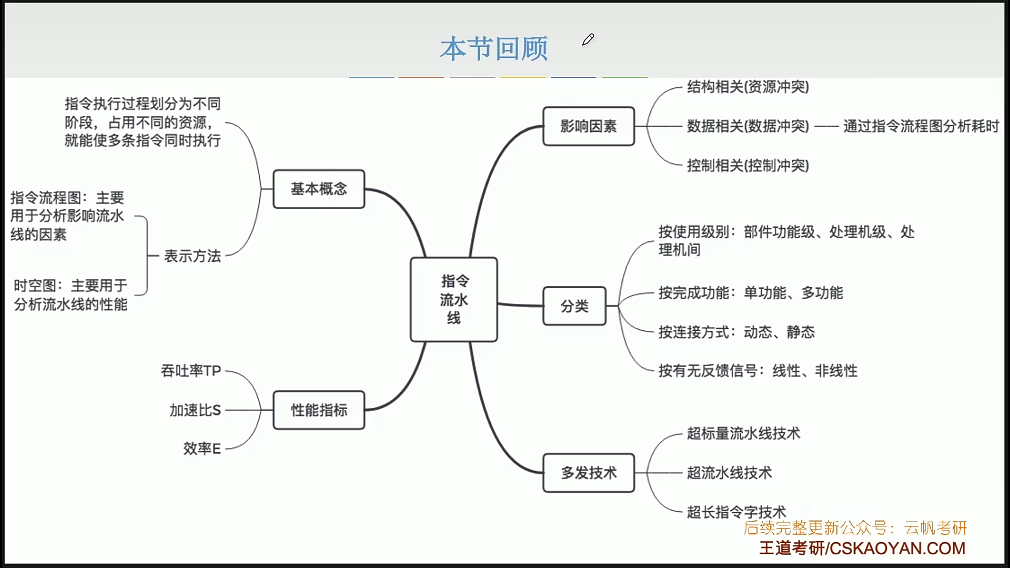 本节回顾
指令执行过程划分为不同
阶段，占用不同的资源，
就能使多条指令同时执行
基本概念
指令流程图：主要
用于分析影响流水
线的因素
表示方法
时空图：主要用于
分析流水线的性能
吞吐率TP
加速比S
效率E
性能指标
指令
流水
线
影响因素
结构相关(资源冲突)
数据相关(数据冲突)
通过指令流程图分析耗时
控制相关(控制冲突)
分类
按使用级别：部件功能级、处理机级、处
理机间
按完成功能：单功能、多功能
按连接方式：动态、静态
按有无反馈信号：线性、非线性
多发技术
超标量流水线技术
超流水线技术
超长指令字技术
后续完整更新公众号：云帆考研
王道考研/CSKAOYAN.COM